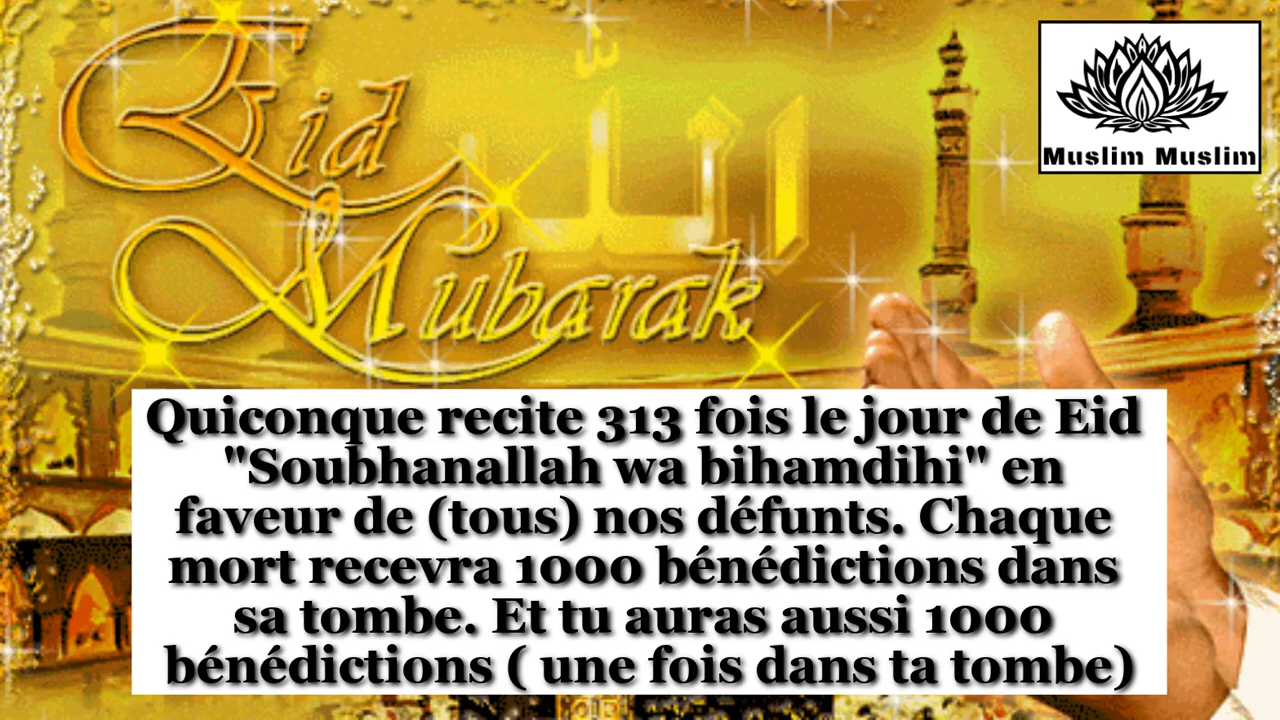 Eid
Mubarak
الله
Muslim Muslim
Quiconque recite 313 fois le jour de Eid
"Soubhanallah wa bihamdihi" en
faveur de (tous) nos défunts. Chaque
mort recevra 1000 bénédictions dans
sa tombe. Et tu auras aussi 1000
bénédictions ( une fois dans ta tombe)